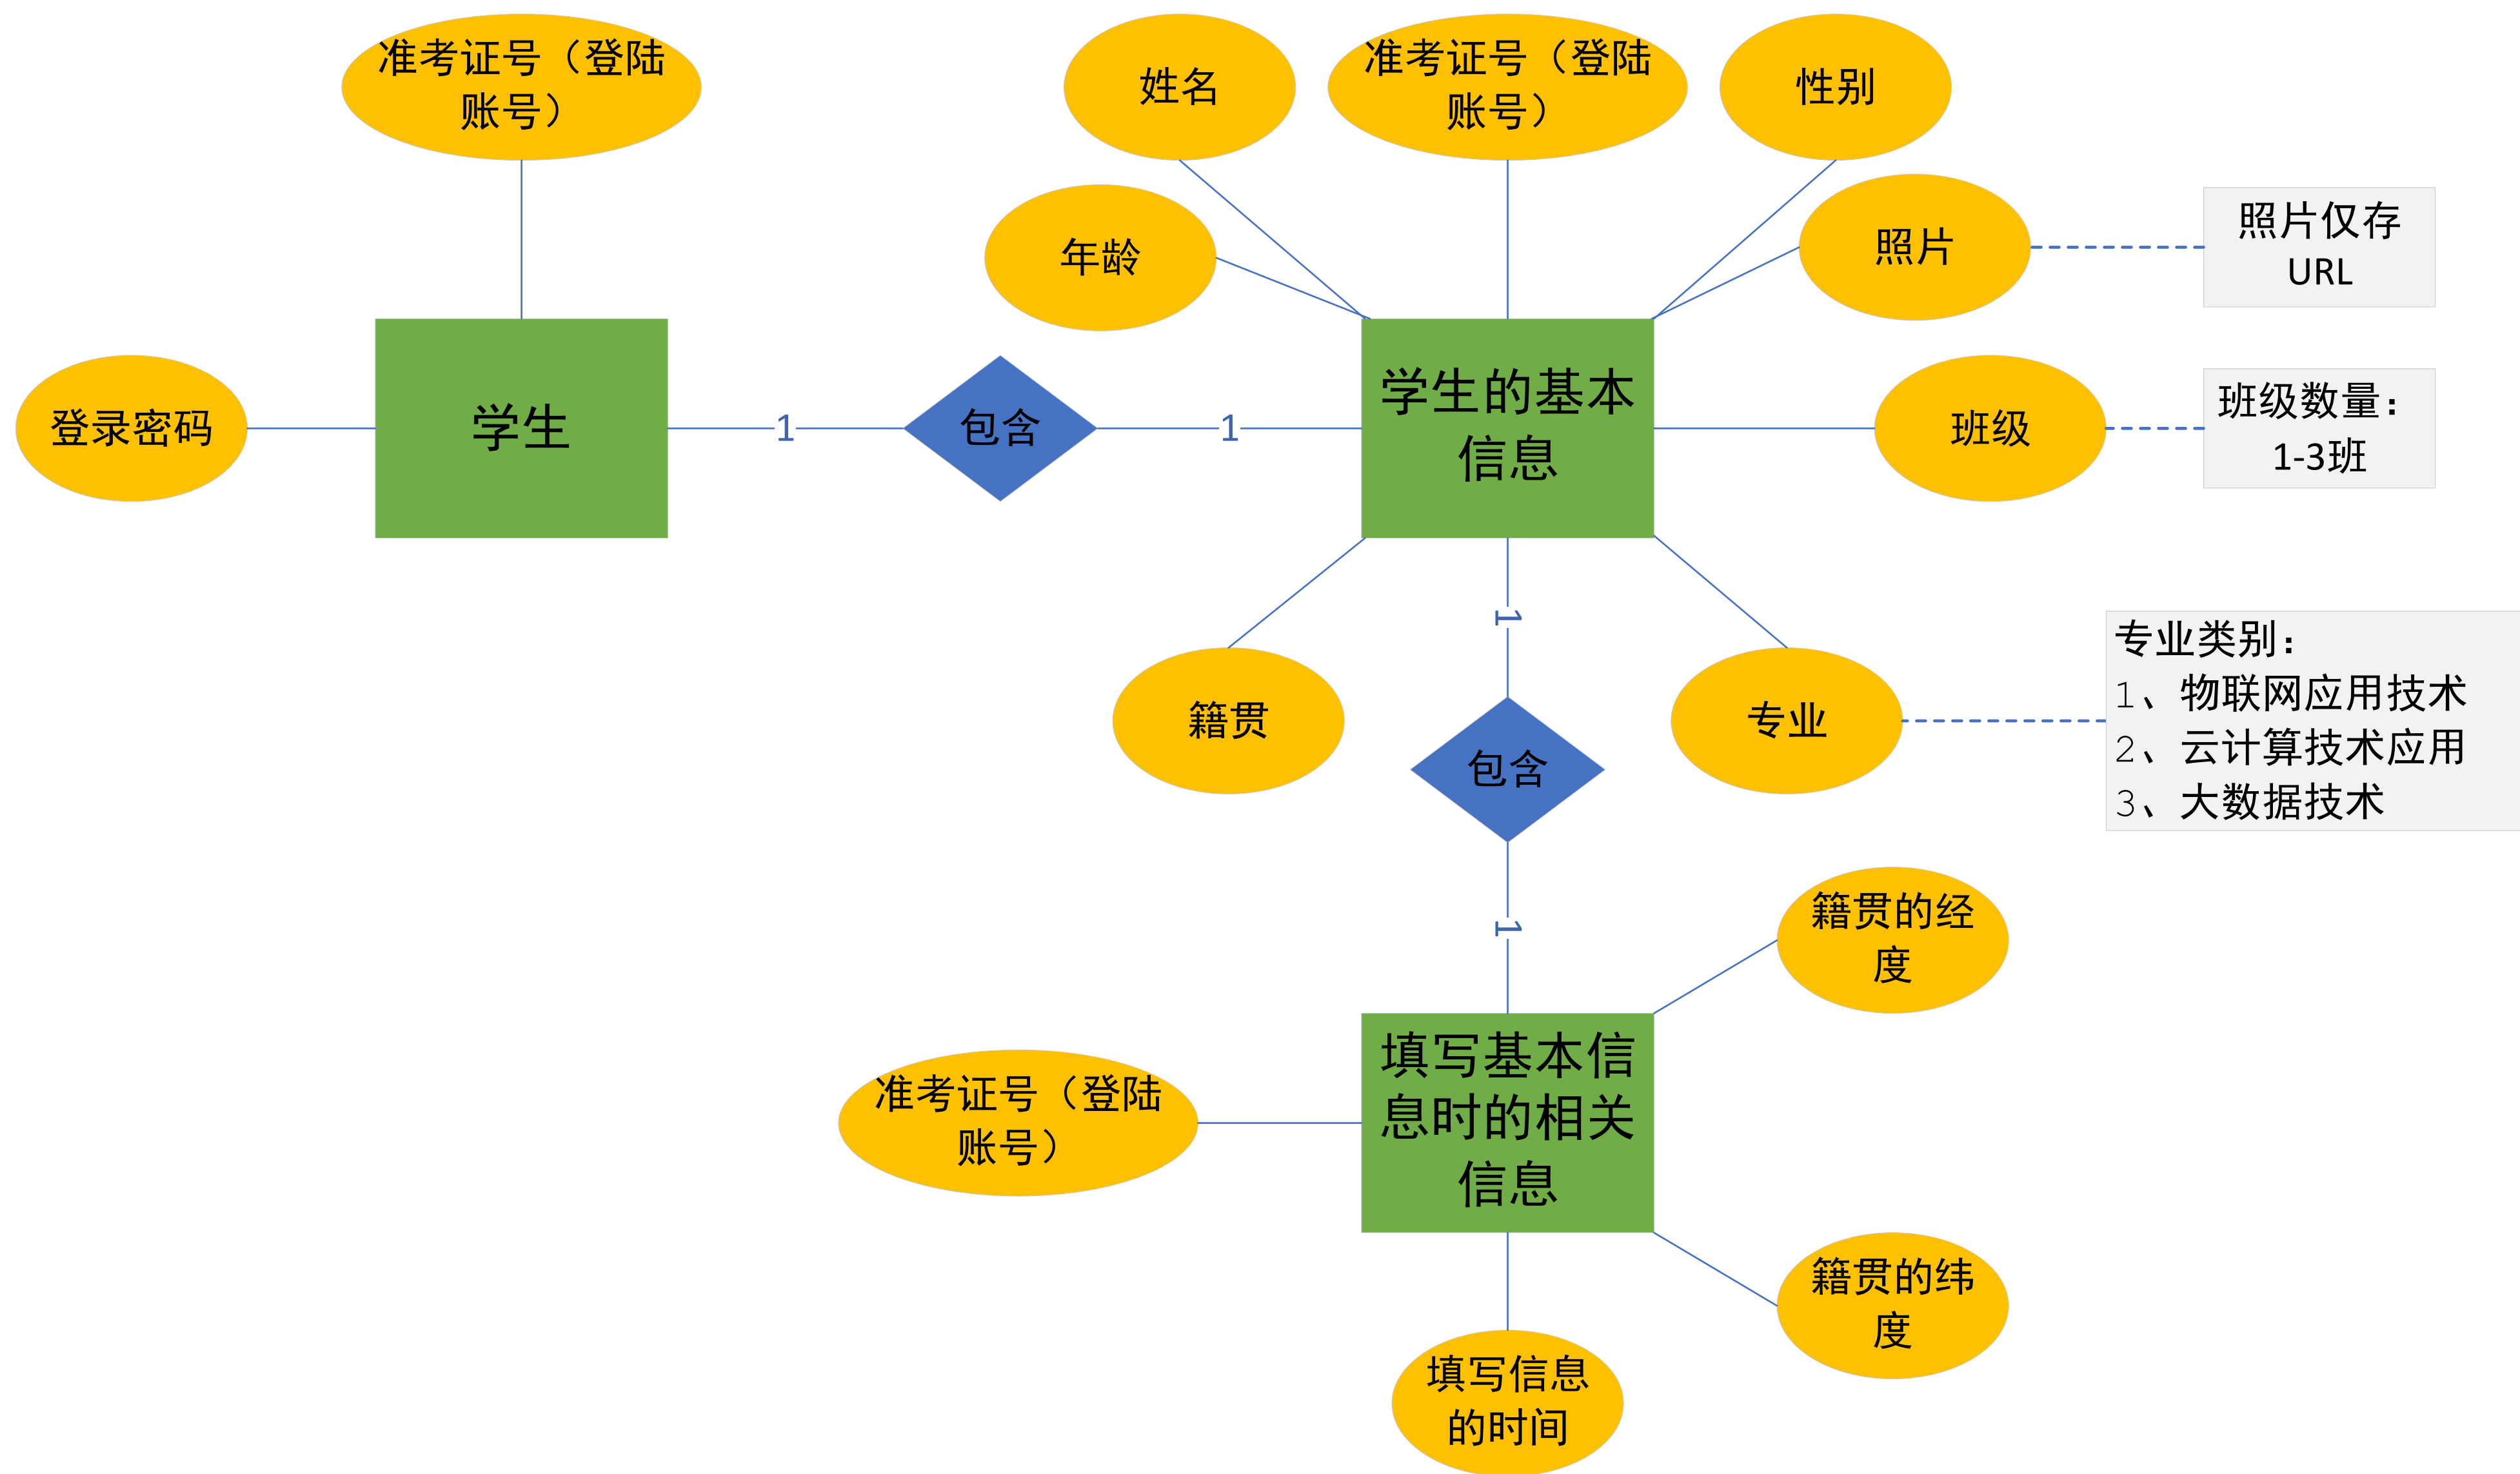 准考证号（登陆
账号）
姓名
准考证号（登陆
账号）
性别
年龄
照片
照片仅存
URL
登录密码
学生
1
包含
1
学生的基本
信息
班级
班级数量：
1-3班
1
籍贯
包含
专业
专业类别：
1、物联网应用技术
2、云计算技术应用
3、大数据技术
1
籍贯的经
度
准考证号（登陆
账号）
填写基本信
息时的相关
信息
籍贯的纬
度
填写信息
的时间